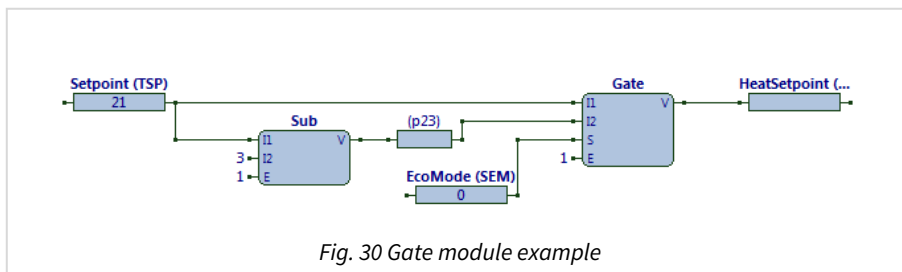 Setpoint (TSP)
21
Sub
I1 V
3 I2
1 E
(p23)
EcoMode (SEM)
0
Gate
I1 V
I2
S
1 E
HeatSetpoint (...
Fig. 30 Gate module example